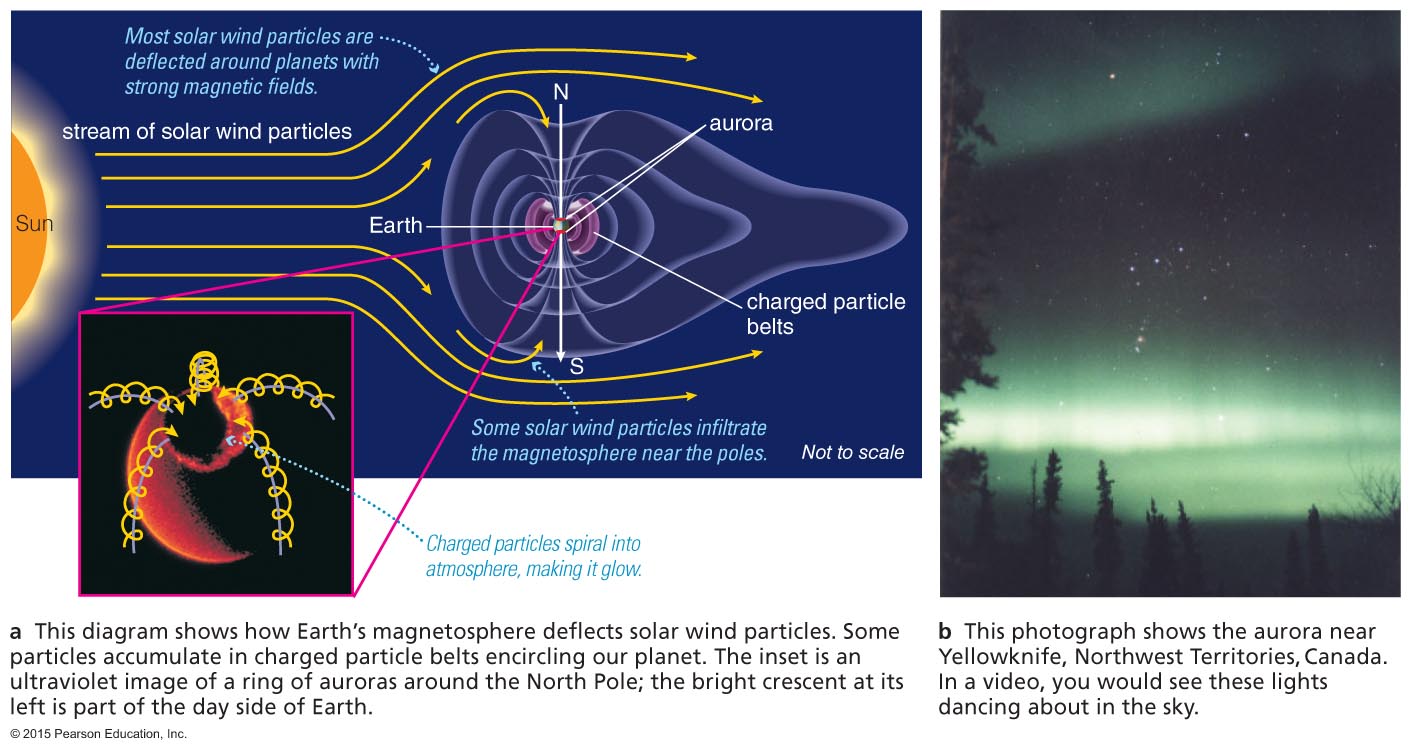 Most solar wind particles are
deflected around planets with
strong magnetic fields.
stream of solar wind particles
N
aurora
Sun
Earth
charged particle
belts
S
Some solar wind particles infiltrate
the magnetosphere near the poles.
Not to scale
Charged particles spiral into
atmosphere, making it glow.
a This diagram shows how Earth’s magnetosphere deflects solar wind particles. Some
particles accumulate in charged particle belts encircling our planet. The inset is an
ultraviolet image of a ring of auroras around the North Pole; the bright crescent at its
left is part of the day side of Earth.
b This photograph shows the aurora near
Yellowknife, Northwest Territories, Canada.
In a video, you would see these lights
dancing about in the sky.
© 2015 Pearson Education, Inc.